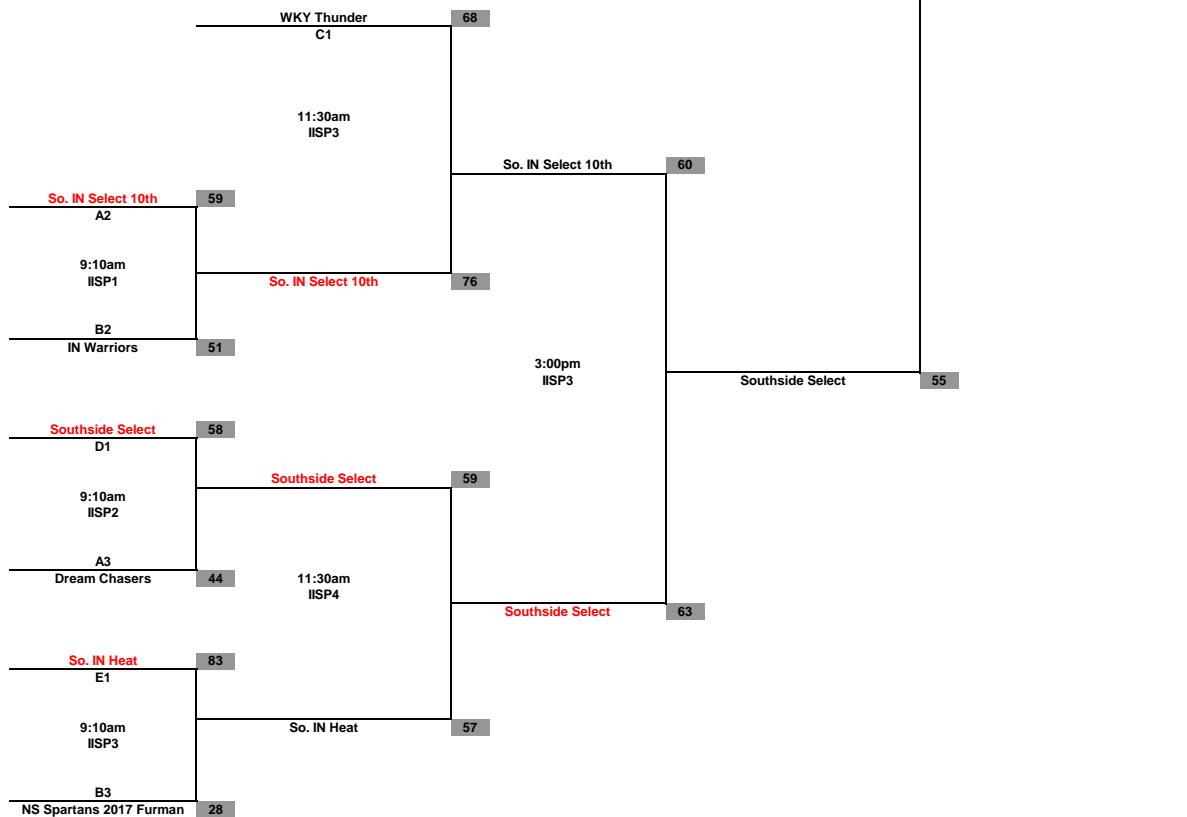 WKY Thunder 68
C1
11:30am
IISP3
So. IN Select 10th 60
So. IN Select 10th 59
A2
9:10am
IISP1
So. IN Select 10th 76
B2
IN Warriors 51
3:00pm
IISP3
Southside Select 55
Southside Select 58
D1
Southside Select 59
9:10am
IISP2
A3
Dream Chasers 44
11:30am
IISP4
Southside Select 63
So. IN Heat 83
E1
So. IN Heat 57
9:10am
IISP3
B3
NS Spartans 2017 Furman 28